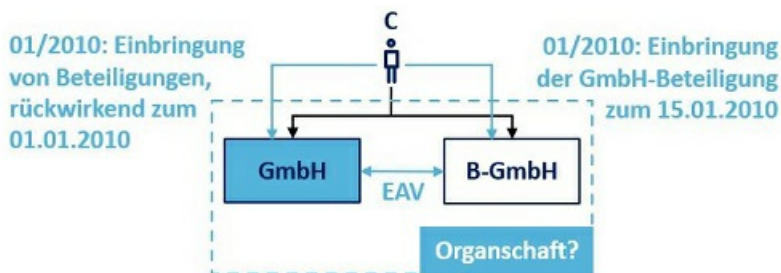 C
01/2010: Einbringung
von Beteiligungen,
rückwirkend zum
01.01.2010
01/2010: Einbringung
der GmbH-Beteiligung
zum 15.01.2010
GmbH
EAV
B-GmbH
Organschaft?